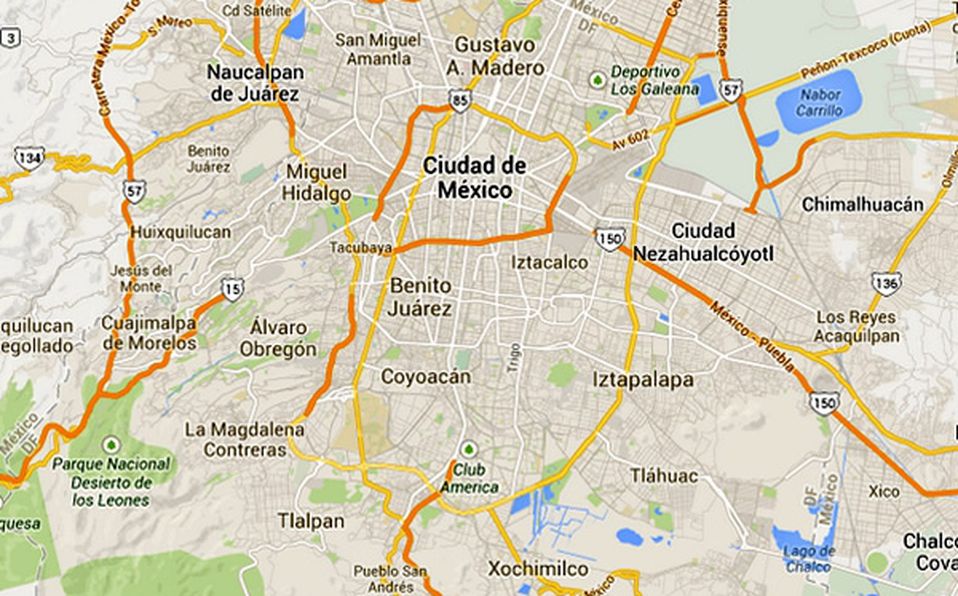 Cd Satélite
S. Mateo
3
Carretera México-To
San Miguel
Amantla
Gustavo
A. Madero
México
DF
Naucalpan
de Juárez
Deportivo
Los Galeana
57
Peñon-Texcoco (Cuota)
Nabor
Carrillo
85
Av 602
134
Benito
Juárez
Miguel
Hidalgo
Ciudad de
México
57
Chimalhuacán
Huixquilucan
Tacubaya
150
Ciudad
Nezahualcóyotl
Iztacalco
Jesús del
Monte
15
Benito
Juárez
136
quilucan
egollado
Cuajimalpa
de Morelos
Álvaro
Obregón
México - Puebla
Los Reyes
Acaquilpan
Trigo
Coyoacán
Iztapalapa
150
México
DF
La Magdalena
Contreras
Parque Nacional
Desierto de
los Leones
Club
America
Tláhuac
DF
México
Xico
quesa
Tlalpan
Lago de
Chalco
Chalco
Cova
Pueblo San
Andrés
Xochimilco
México